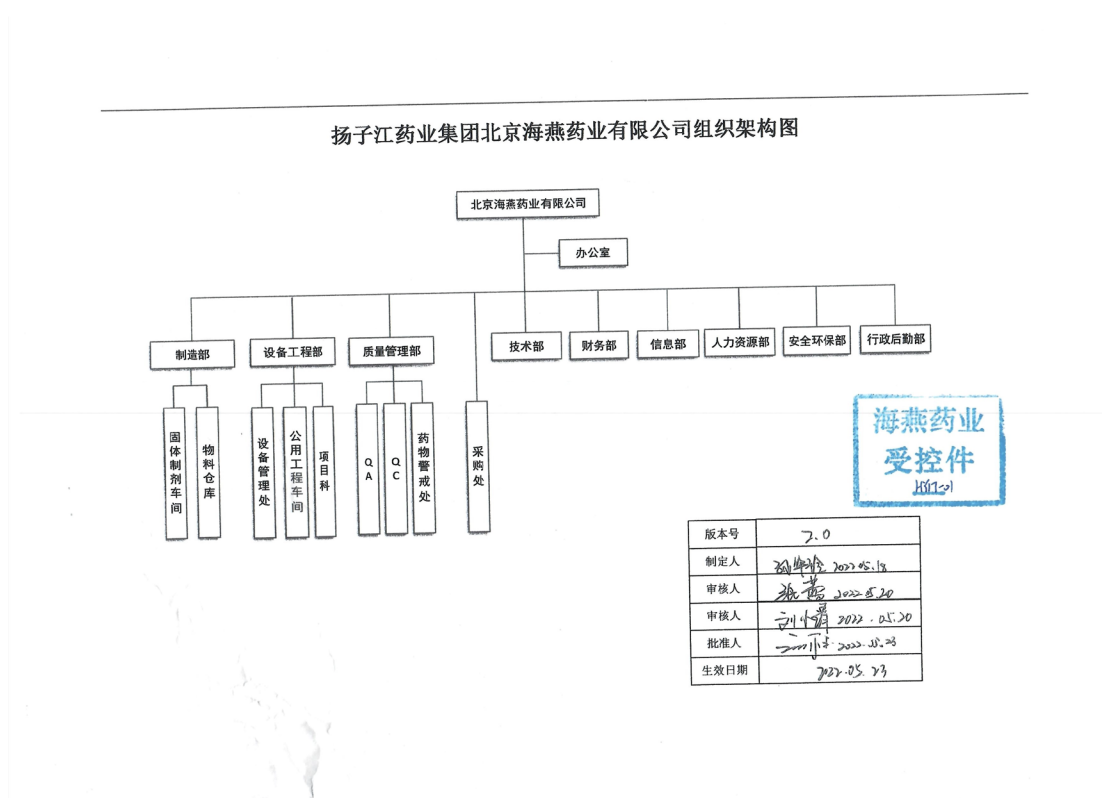 扬子江药业集团北京海燕药业有限公司组织架构图
北京海燕药业有限公司
办公室
制造部
设备工程部
质量管理部
技术部
财务部
信息部
人力资源部
安全环保部
行政后勤部
固体制剂车间
物料仓库
设备管理处
公用工程车间
项目科
QA
QC
药物警戒处
采购处
海燕药业
受控件
版本号 2.0
制定人 2022.05.18
审核人 2022.05.20
审核人 2022.05.20
批准人 2022.05.23
生效日期 2022.05.23